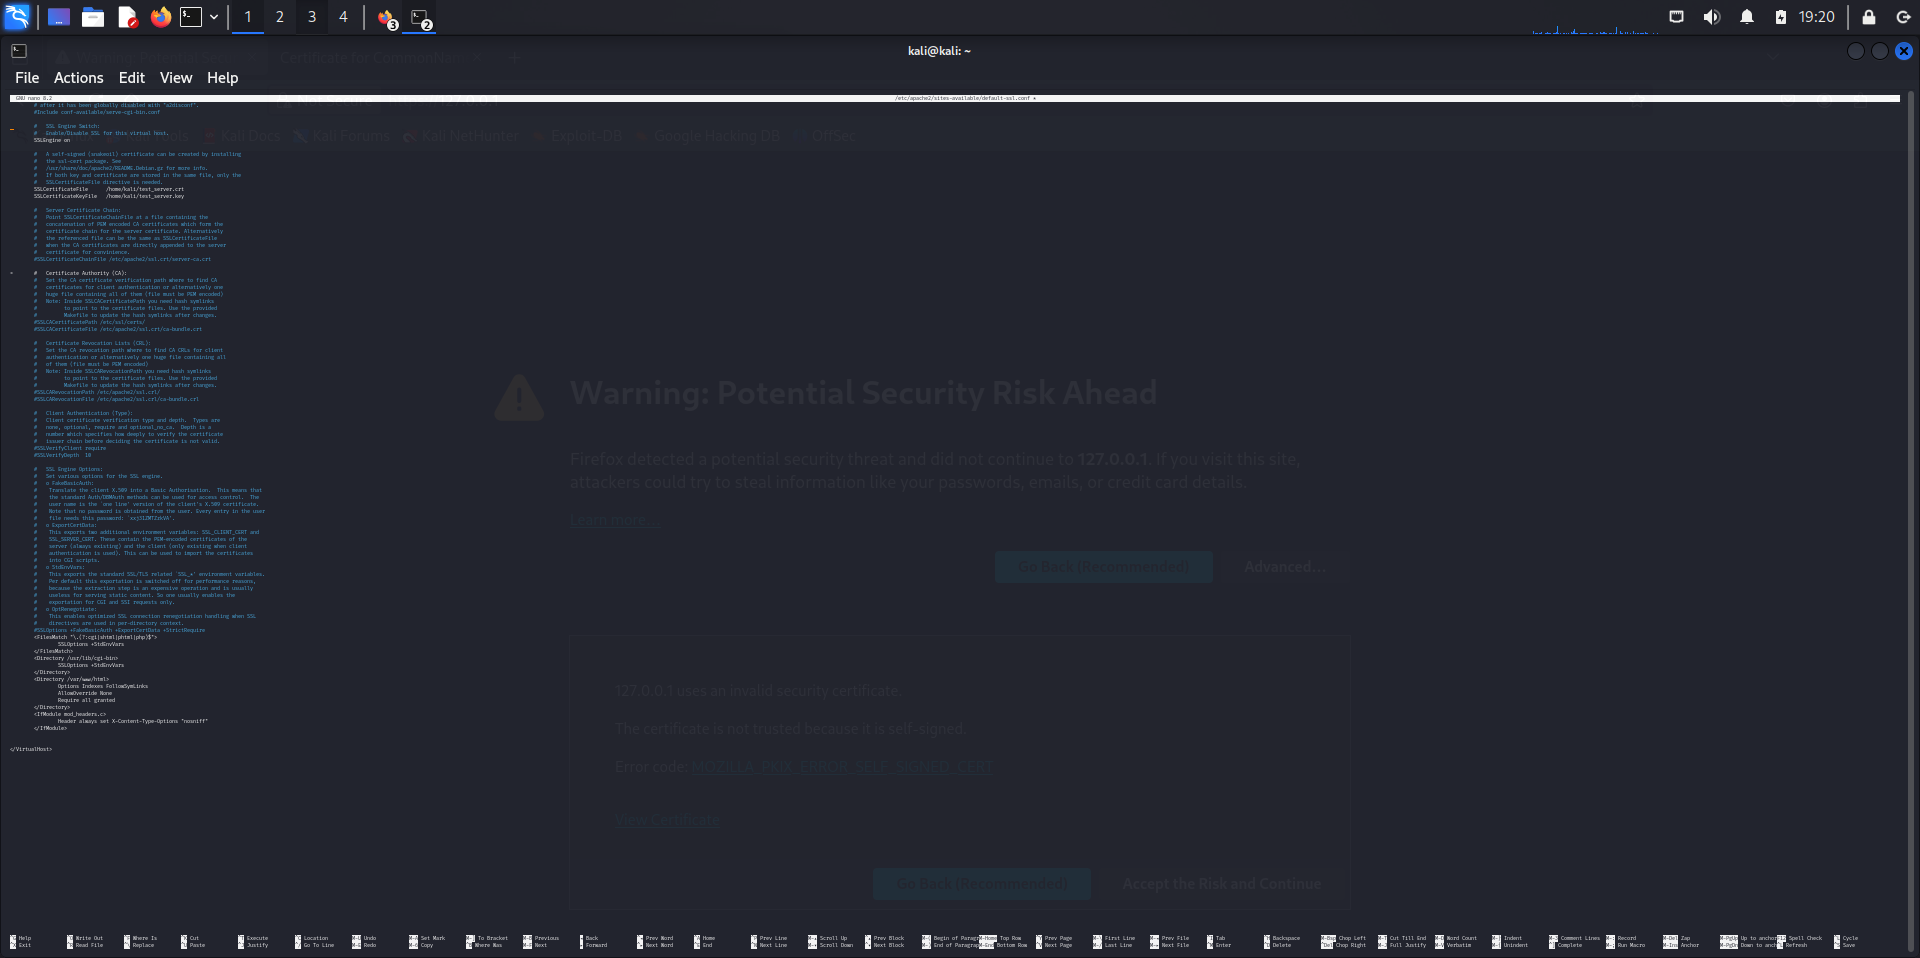 1 2 3 4 3 2 19:20
kali@kali: ~
File Actions Edit View Help
GNU nano 8.2 /etc/apache2/sites-available/default-ssl.conf *
# after it has been globally disabled with "a2disconf".
#Include conf-available/serve-cgi-bin.conf
# SSL Engine Switch:
# Enable/Disable SSL for this virtual host.
SSLEngine on
# A self-signed (snakeoil) certificate can be created by installing
# the ssl-cert package. See
# /usr/share/doc/apache2/README.Debian.gz for more info.
# If both key and certificate are stored in the same file, only the
# SSLCertificateFile directive is needed.
SSLCertificateFile /home/kali/test_server.crt
SSLCertificateKeyFile /home/kali/test_server.key
# Server Certificate Chain:
# Point SSLCertificateChainFile at a file containing the
# concatenation of PEM encoded CA certificates which form the
# certificate chain for the server certificate. Alternatively
# the referenced file can be the same as SSLCertificateFile
# when the CA certificates are directly appended to the server
# certificate for convinience.
#SSLCertificateChainFile /etc/apache2/ssl.crt/server-ca.crt
# Certificate Authority (CA):
# Set the CA certificate verification path where to find CA
# certificates for client authentication or alternatively one
# huge file containing all of them (file must be PEM encoded)
# Note: Inside SSLCACertificatePath you need hash symlinks
# to point to the certificate files. Use the provided
# Makefile to update the hash symlinks after changes.
#SSLCACertificatePath /etc/ssl/certs/
#SSLCACertificateFile /etc/apache2/ssl.crt/ca-bundle.crt
# Certificate Revocation Lists (CRL):
# Set the CA revocation path where to find CA CRLs for client
# authentication or alternatively one huge file containing all
# of them (file must be PEM encoded)
# Note: Inside SSLCARevocationPath you need hash symlinks
# to point to the certificate files. Use the provided
# Makefile to update the hash symlinks after changes.
#SSLCARevocationPath /etc/apache2/ssl.crl/
#SSLCARevocationFile /etc/apache2/ssl.crl/ca-bundle.crl
# Client Authentication (Type):
# Client certificate verification type and depth. Types are
# none, optional, require and optional_no_ca. Depth is a
# number which specifies how deeply to verify the certificate
# issuer chain before deciding the certificate is not valid.
#SSLVerifyClient require
#SSLVerifyDepth 10
# SSL Engine Options:
# Set various options for the SSL engine.
# o FakeBasicAuth:
# Translate the client X.509 into a Basic Authorisation. This means that
# the standard Auth/DBMAuth methods can be used for access control. The
# user name is the `one line' version of the client's X.509 certificate.
# Note that no password is obtained from the user. Every entry in the user
# file needs this password: `xxj31ZMTZzkVA'.
# o ExportCertData:
# This exports two additional environment variables: SSL_CLIENT_CERT and
# SSL_SERVER_CERT. These contain the PEM-encoded certificates of the
# server (always existing) and the client (only existing when client
# authentication is used). This can be used to import the certificates
# into CGI scripts.
# o StdEnvVars:
# This exports the standard SSL/TLS related `SSL_*' environment variables.
# Per default this exportation is switched off for performance reasons,
# because the extraction step is an expensive operation and is usually
# useless for serving static content. So one usually enables the
# exportation for CGI and SSI requests only.
# o OptRenegotiate:
# This enables optimized SSL connection renegotiation handling when SSL
# directives are used in per-directory context.
#SSLOptions +FakeBasicAuth +ExportCertData +StrictRequire
<FilesMatch "\.(?:cgi|shtml|phtml|php)$">
SSLOptions +StdEnvVars
</FilesMatch>
<Directory /usr/lib/cgi-bin>
SSLOptions +StdEnvVars
</Directory>
<Directory /var/www/html>
Options Indexes FollowSymLinks
AllowOverride None
Require all granted
</Directory>
<IfModule mod_headers.c>
Header always set X-Content-Type-Options "nosniff"
</IfModule>
</VirtualHost>
Kali Docs Kali Forums Kali NetHunter Exploit-DB Google Hacking DB OffSec
Warning: Potential Security Risk Ahead
Firefox detected a potential security threat and did not continue to 127.0.0.1. If you visit this site,
attackers could try to steal information like your passwords, emails, or credit card details.
Learn more...
Go Back (Recommended) Advanced...
127.0.0.1 uses an invalid security certificate.
The certificate is not trusted because it is self-signed.
Error code: MOZILLA_PKIX_ERROR_SELF_SIGNED_CERT
View Certificate
Go Back (Recommended) Accept the Risk and Continue
Help Write Out Where Is Cut Execute Location Undo Set Mark To Bracket Previous Back Prev Word Home Prev Line Scroll Up Prev Block Begin of Paragr Top Row Prev Page First Line Prev File Tab Backspace Chop Left Cut Till End Word Count Indent Comment Lines Record Zap Up to anchor Spell Check Cycle
Exit Read File Replace Paste Justify Go To Line Redo Copy Where Was Next Forward Next Word End Next Line Scroll Down Next Block End of Paragrap Bottom Row Next Page Last Line Next File Enter Delete Chop Right Full Justify Verbatim Unindent Complete Run Macro Anchor Down to anch Refresh Save